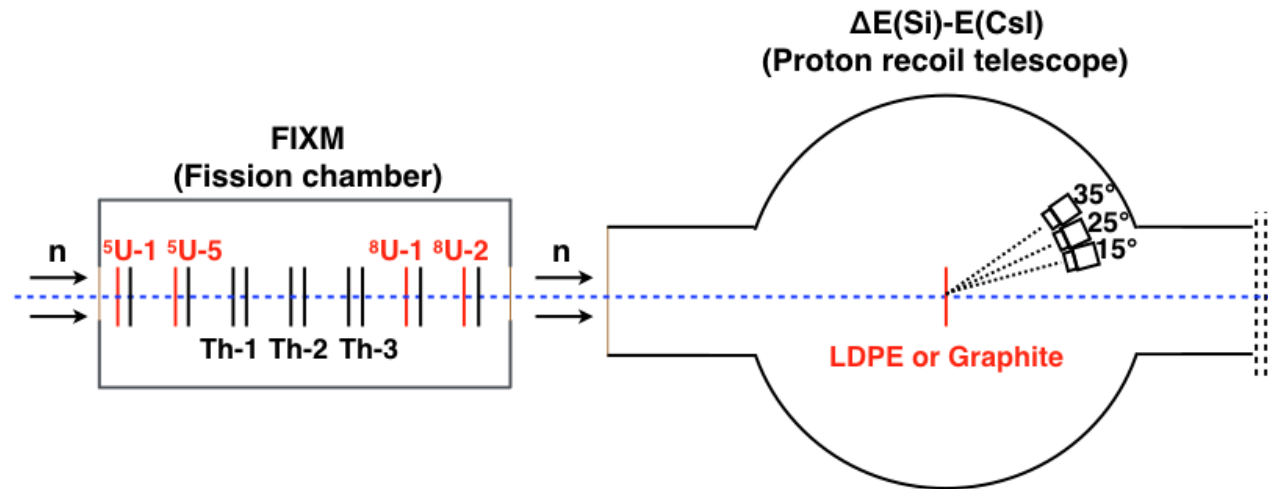 ΔE(Si)-E(CsI)
(Proton recoil telescope)
FIXM
(Fission chamber)
n
⁵U-1 ⁵U-5
⁸U-1 ⁸U-2
n
35°
25°
15°
Th-1 Th-2 Th-3
LDPE or Graphite